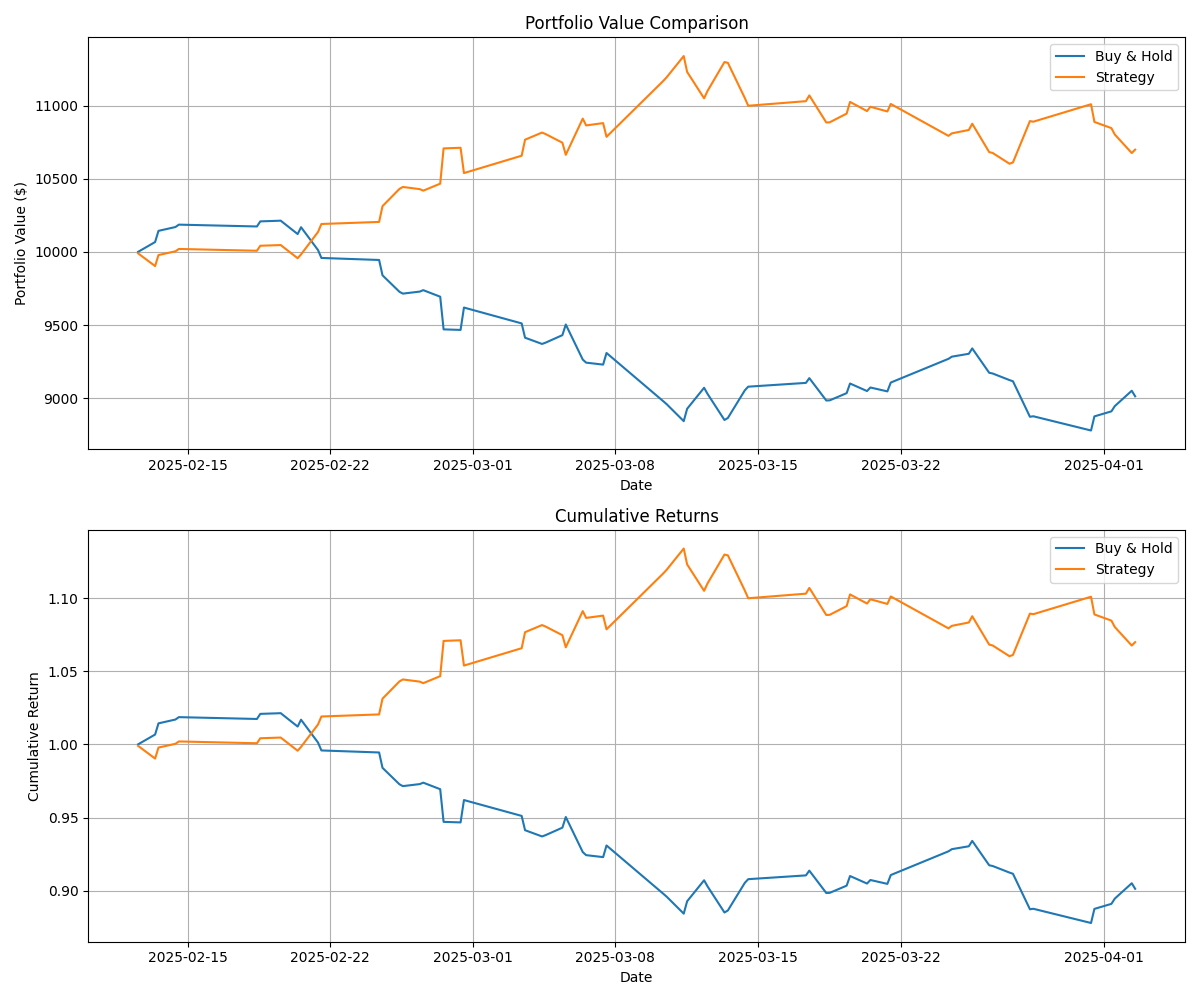 Portfolio Value Comparison
Buy & Hold
Strategy
Portfolio Value ($)
11000
10500
10000
9500
9000
2025-02-15 2025-02-22 2025-03-01 2025-03-08 2025-03-15 2025-03-22 2025-04-01
Date
Cumulative Returns
Buy & Hold
Strategy
Cumulative Return
1.10
1.05
1.00
0.95
0.90
2025-02-15 2025-02-22 2025-03-01 2025-03-08 2025-03-15 2025-03-22 2025-04-01
Date